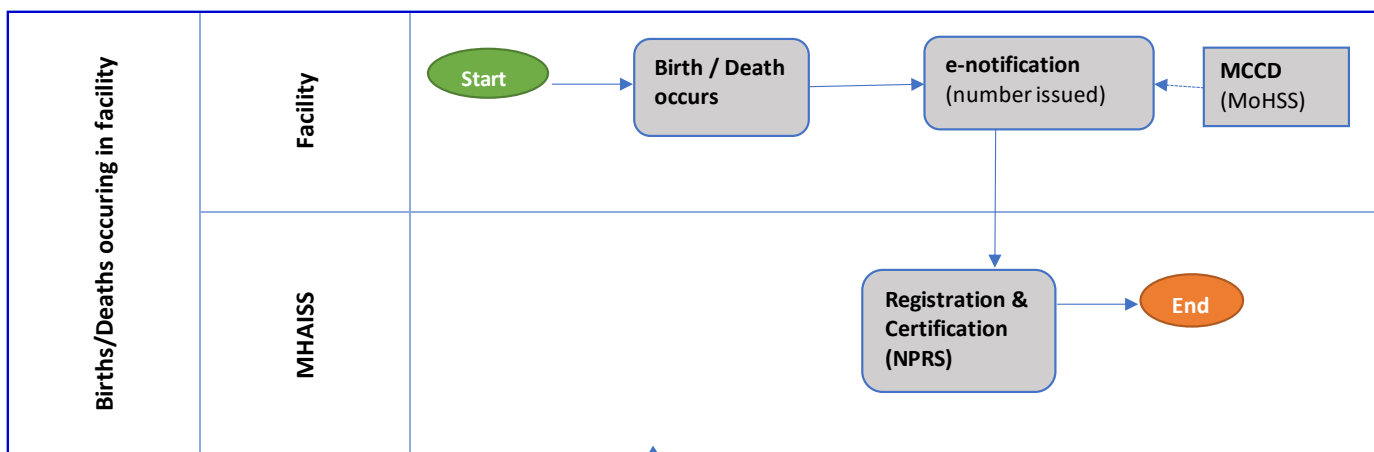 Births/Deaths occuring in facility
Facility
Start
Birth / Death
occurs
e-notification
(number issued)
MCCD
(MoHSS)
MHAISS
Registration &
Certification
(NPRS)
End